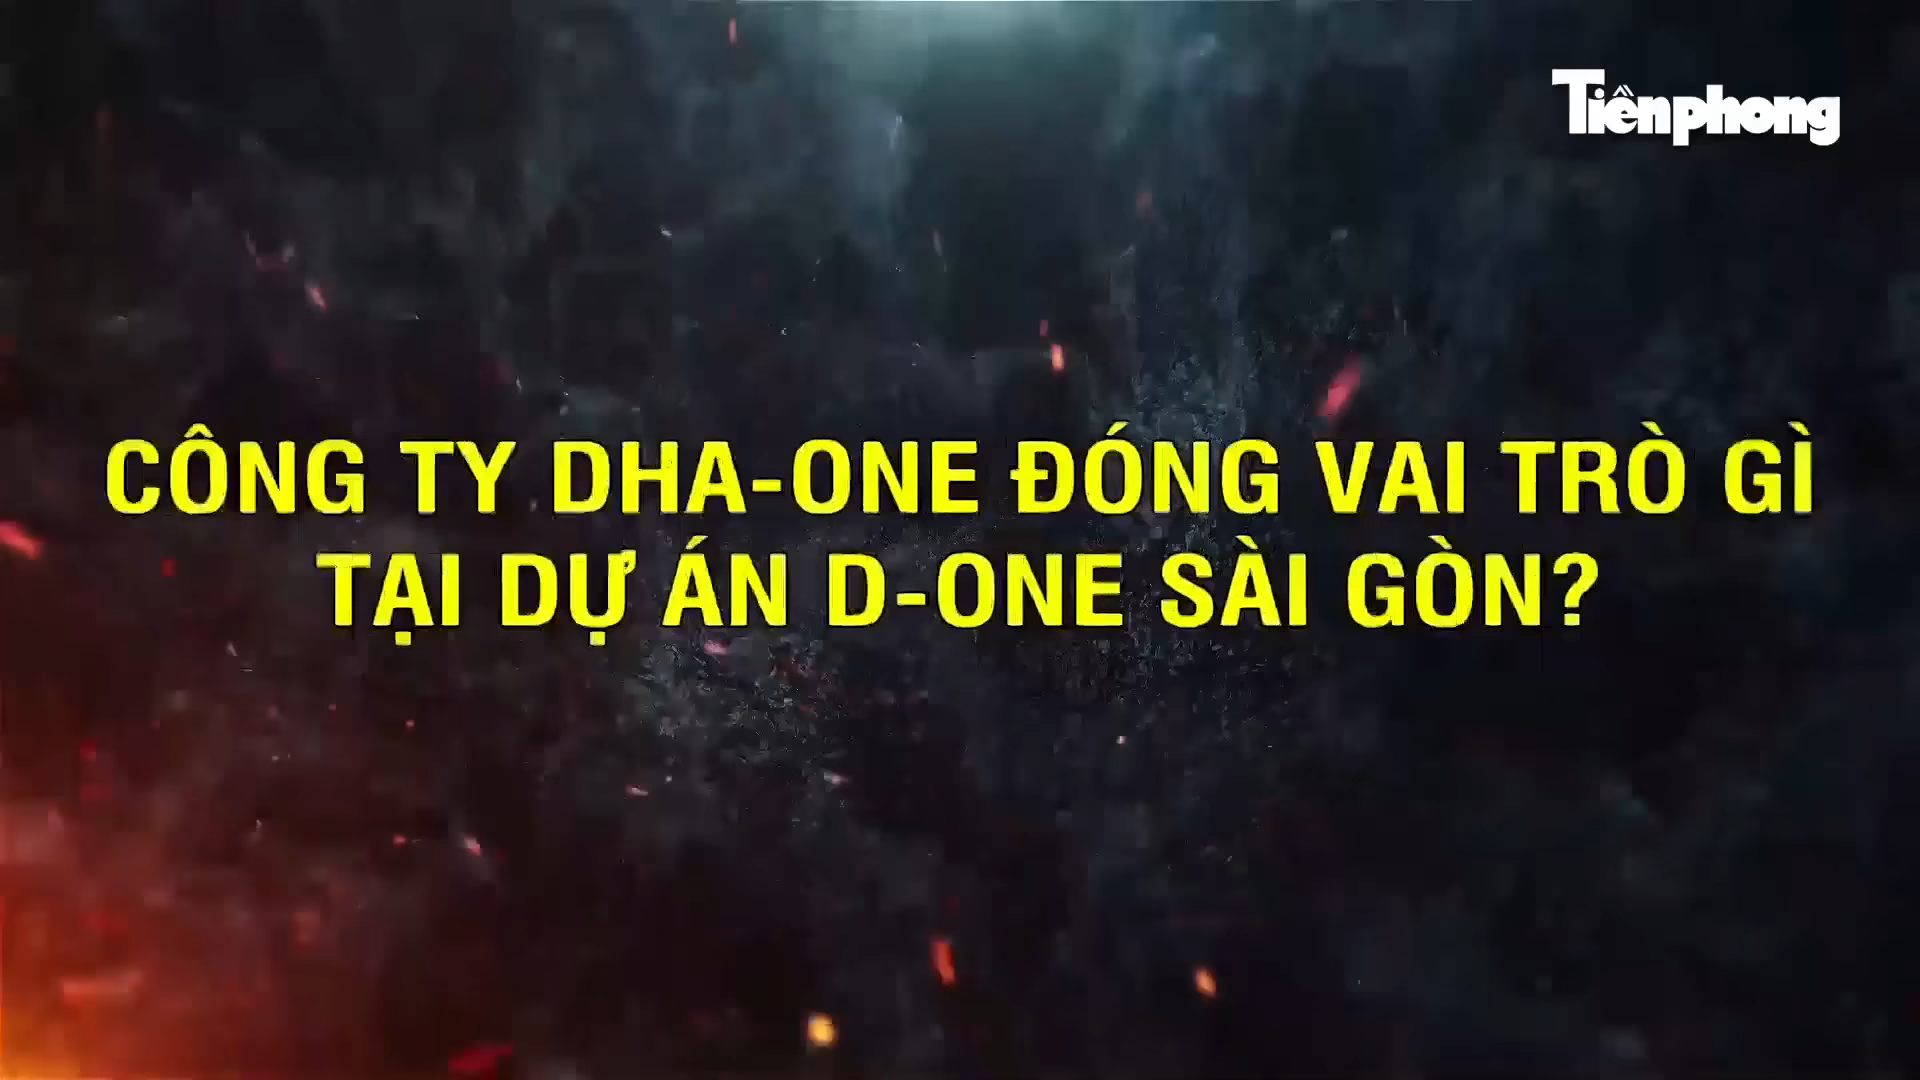 Tiềnphong
CÔNG TY DHA-ONE ĐÓNG VAI TRÒ GÌ
TẠI DỰ ÁN D-ONE SÀI GÒN?